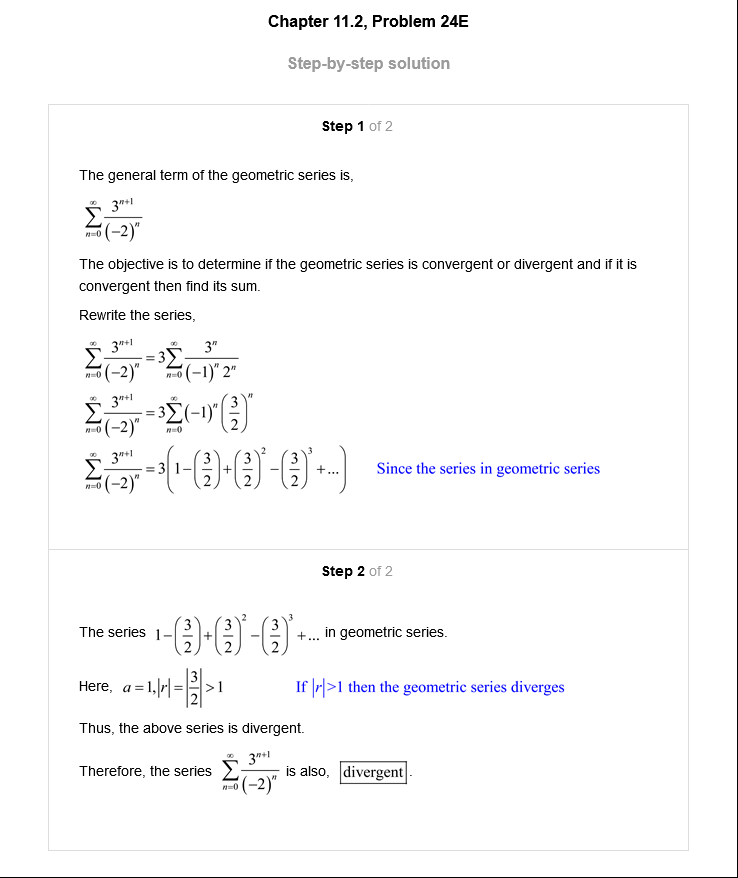 Chapter 11.2, Problem 24E
Step-by-step solution
Step 1 of 2
The general term of the geometric series is,
$\sum_{n=0}^{\infty} \frac{3^{n+1}}{(-2)^n}$
The objective is to determine if the geometric series is convergent or divergent and if it is
convergent then find its sum.
Rewrite the series,
$\sum_{n=0}^{\infty} \frac{3^{n+1}}{(-2)^n} = 3\sum_{n=0}^{\infty} \frac{3^n}{(-1)^n 2^n}$
$\sum_{n=0}^{\infty} \frac{3^{n+1}}{(-2)^n} = 3\sum_{n=0}^{\infty} (-1)^n \left(\frac{3}{2}\right)^n$
$\sum_{n=0}^{\infty} \frac{3^{n+1}}{(-2)^n} = 3\left(1-\left(\frac{3}{2}\right)+\left(\frac{3}{2}\right)^2-\left(\frac{3}{2}\right)^3+...\right)$ Since the series in geometric series
Step 2 of 2
The series $1-\left(\frac{3}{2}\right)+\left(\frac{3}{2}\right)^2-\left(\frac{3}{2}\right)^3+...$ in geometric series.
Here, $a=1, |r|=\left|\frac{3}{2}\right|>1$ If $|r|>1$ then the geometric series diverges
Thus, the above series is divergent.
Therefore, the series $\sum_{n=0}^{\infty} \frac{3^{n+1}}{(-2)^n}$ is also, divergent.